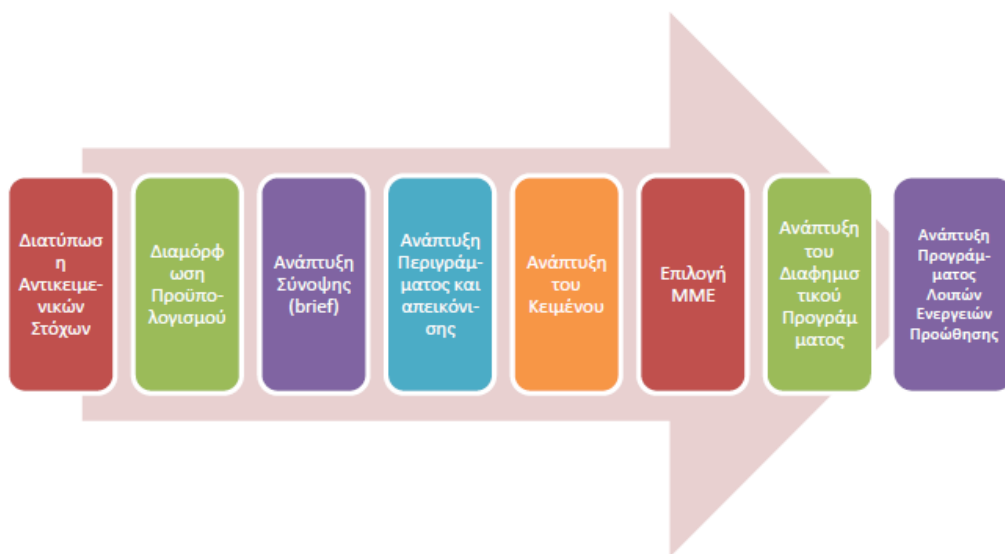 Διατύπωσ
η
Αντικειμε-
νικών
Στόχων
Διαμόρφ
ωση
Προϋπο-
λογισμού
Ανάπτυξη
Σύνοψης
(brief)
Ανάπτυξη
Περιγράμ-
ματος και
απεικόνι-
σης
Ανάπτυξη
του
Κειμένου
Επιλογή
ΜΜΕ
Ανάπτυξη
του
Διαφημισ
τικού
Προγράμ
ματος
Ανάπτυξη
Προγράμ-
ματος
Λοιπών
Ενεργειών
Προώθησης